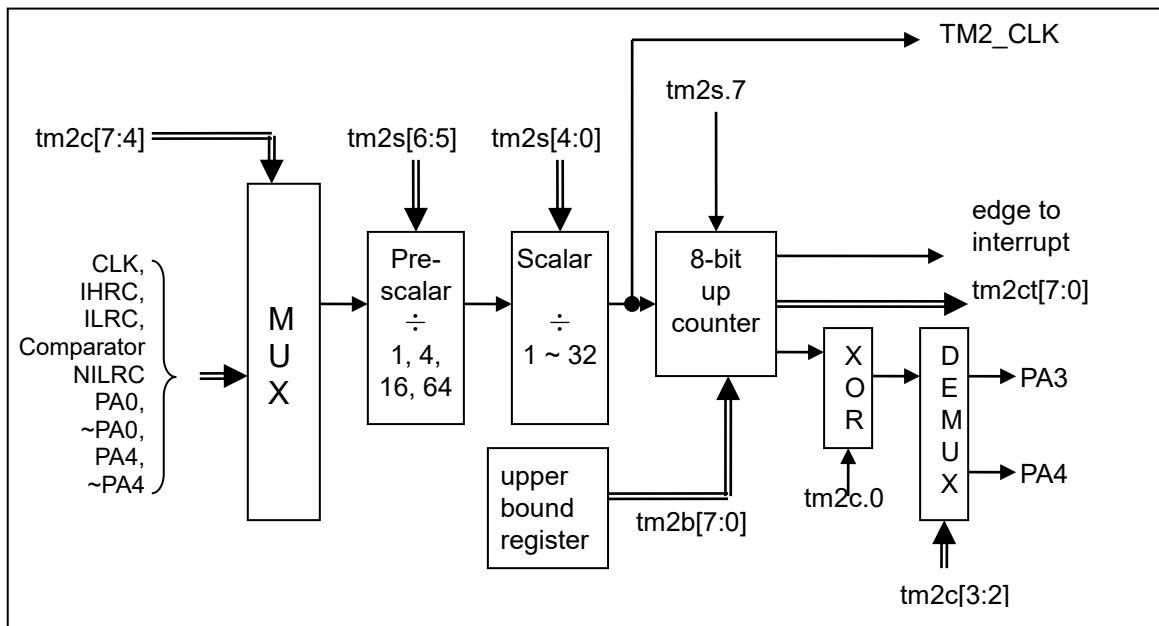 TM2_CLK
tm2s.7
tm2c[7:4]
tm2s[6:5]
tm2s[4:0]
CLK,
IHRC,
ILRC,
Comparator
NILRC
PA0,
~PA0,
PA4,
~PA4
M
U
X
Pre-
scalar
÷
1, 4,
16, 64
Scalar
÷
1 ~ 32
8-bit
up
counter
edge to
interrupt
tm2ct[7:0]
X
O
R
D
E
M
U
X
PA3
PA4
upper
bound
register
tm2b[7:0]
tm2c.0
tm2c[3:2]